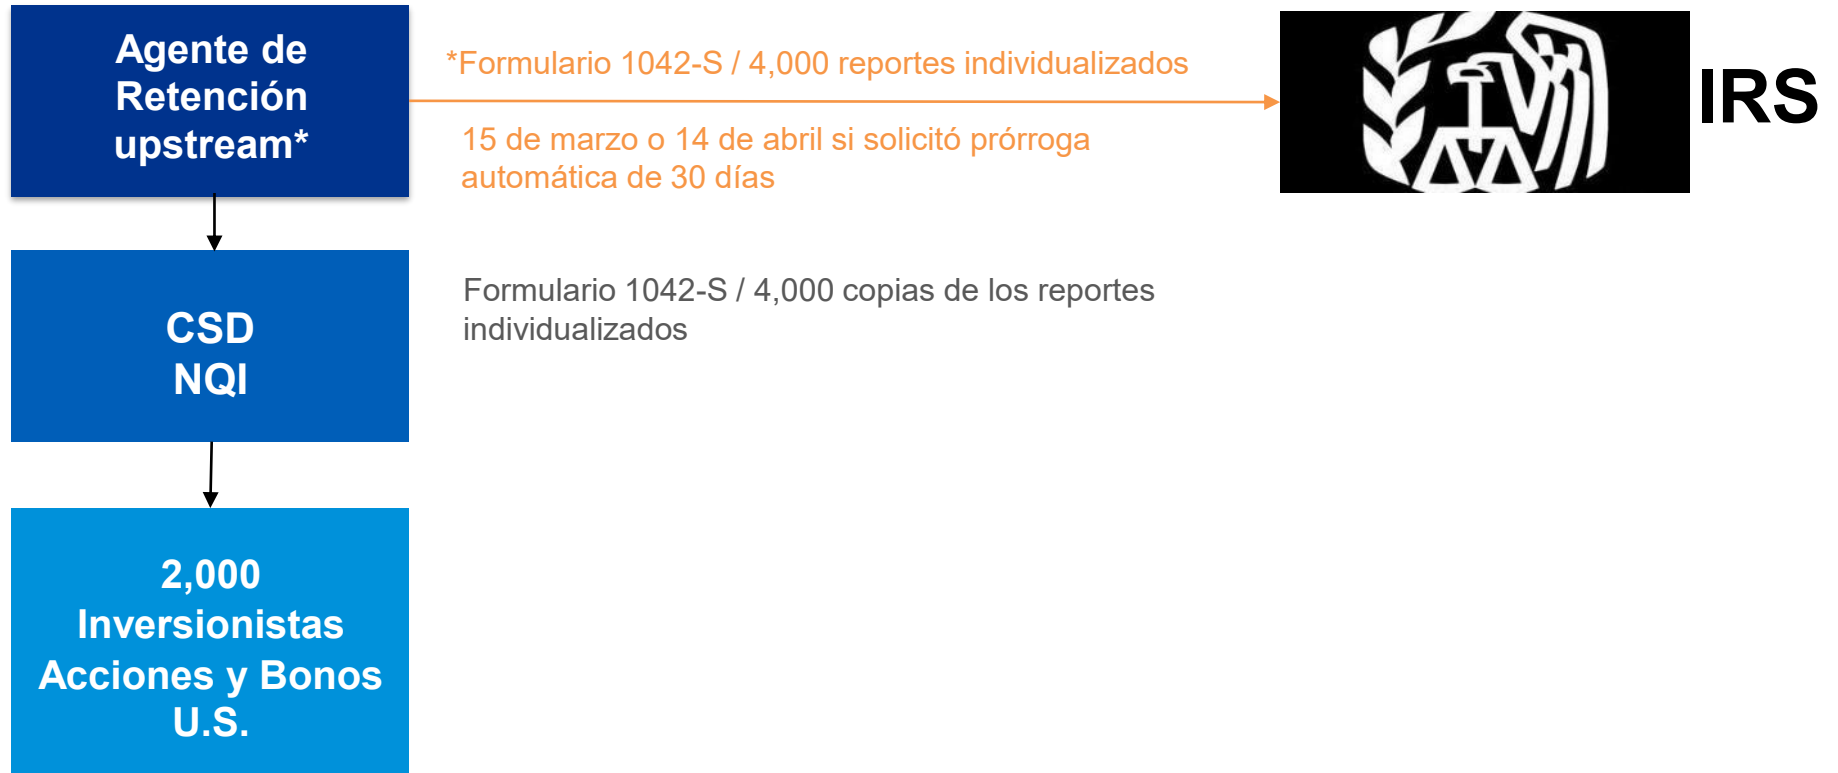 Agente de
Retención
upstream*
*Formulario 1042-S / 4,000 reportes individualizados
15 de marzo o 14 de abril si solicitó prórroga
automática de 30 días
IRS
CSD
NQI
Formulario 1042-S / 4,000 copias de los reportes
individualizados
2,000
Inversionistas
Acciones y Bonos
U.S.